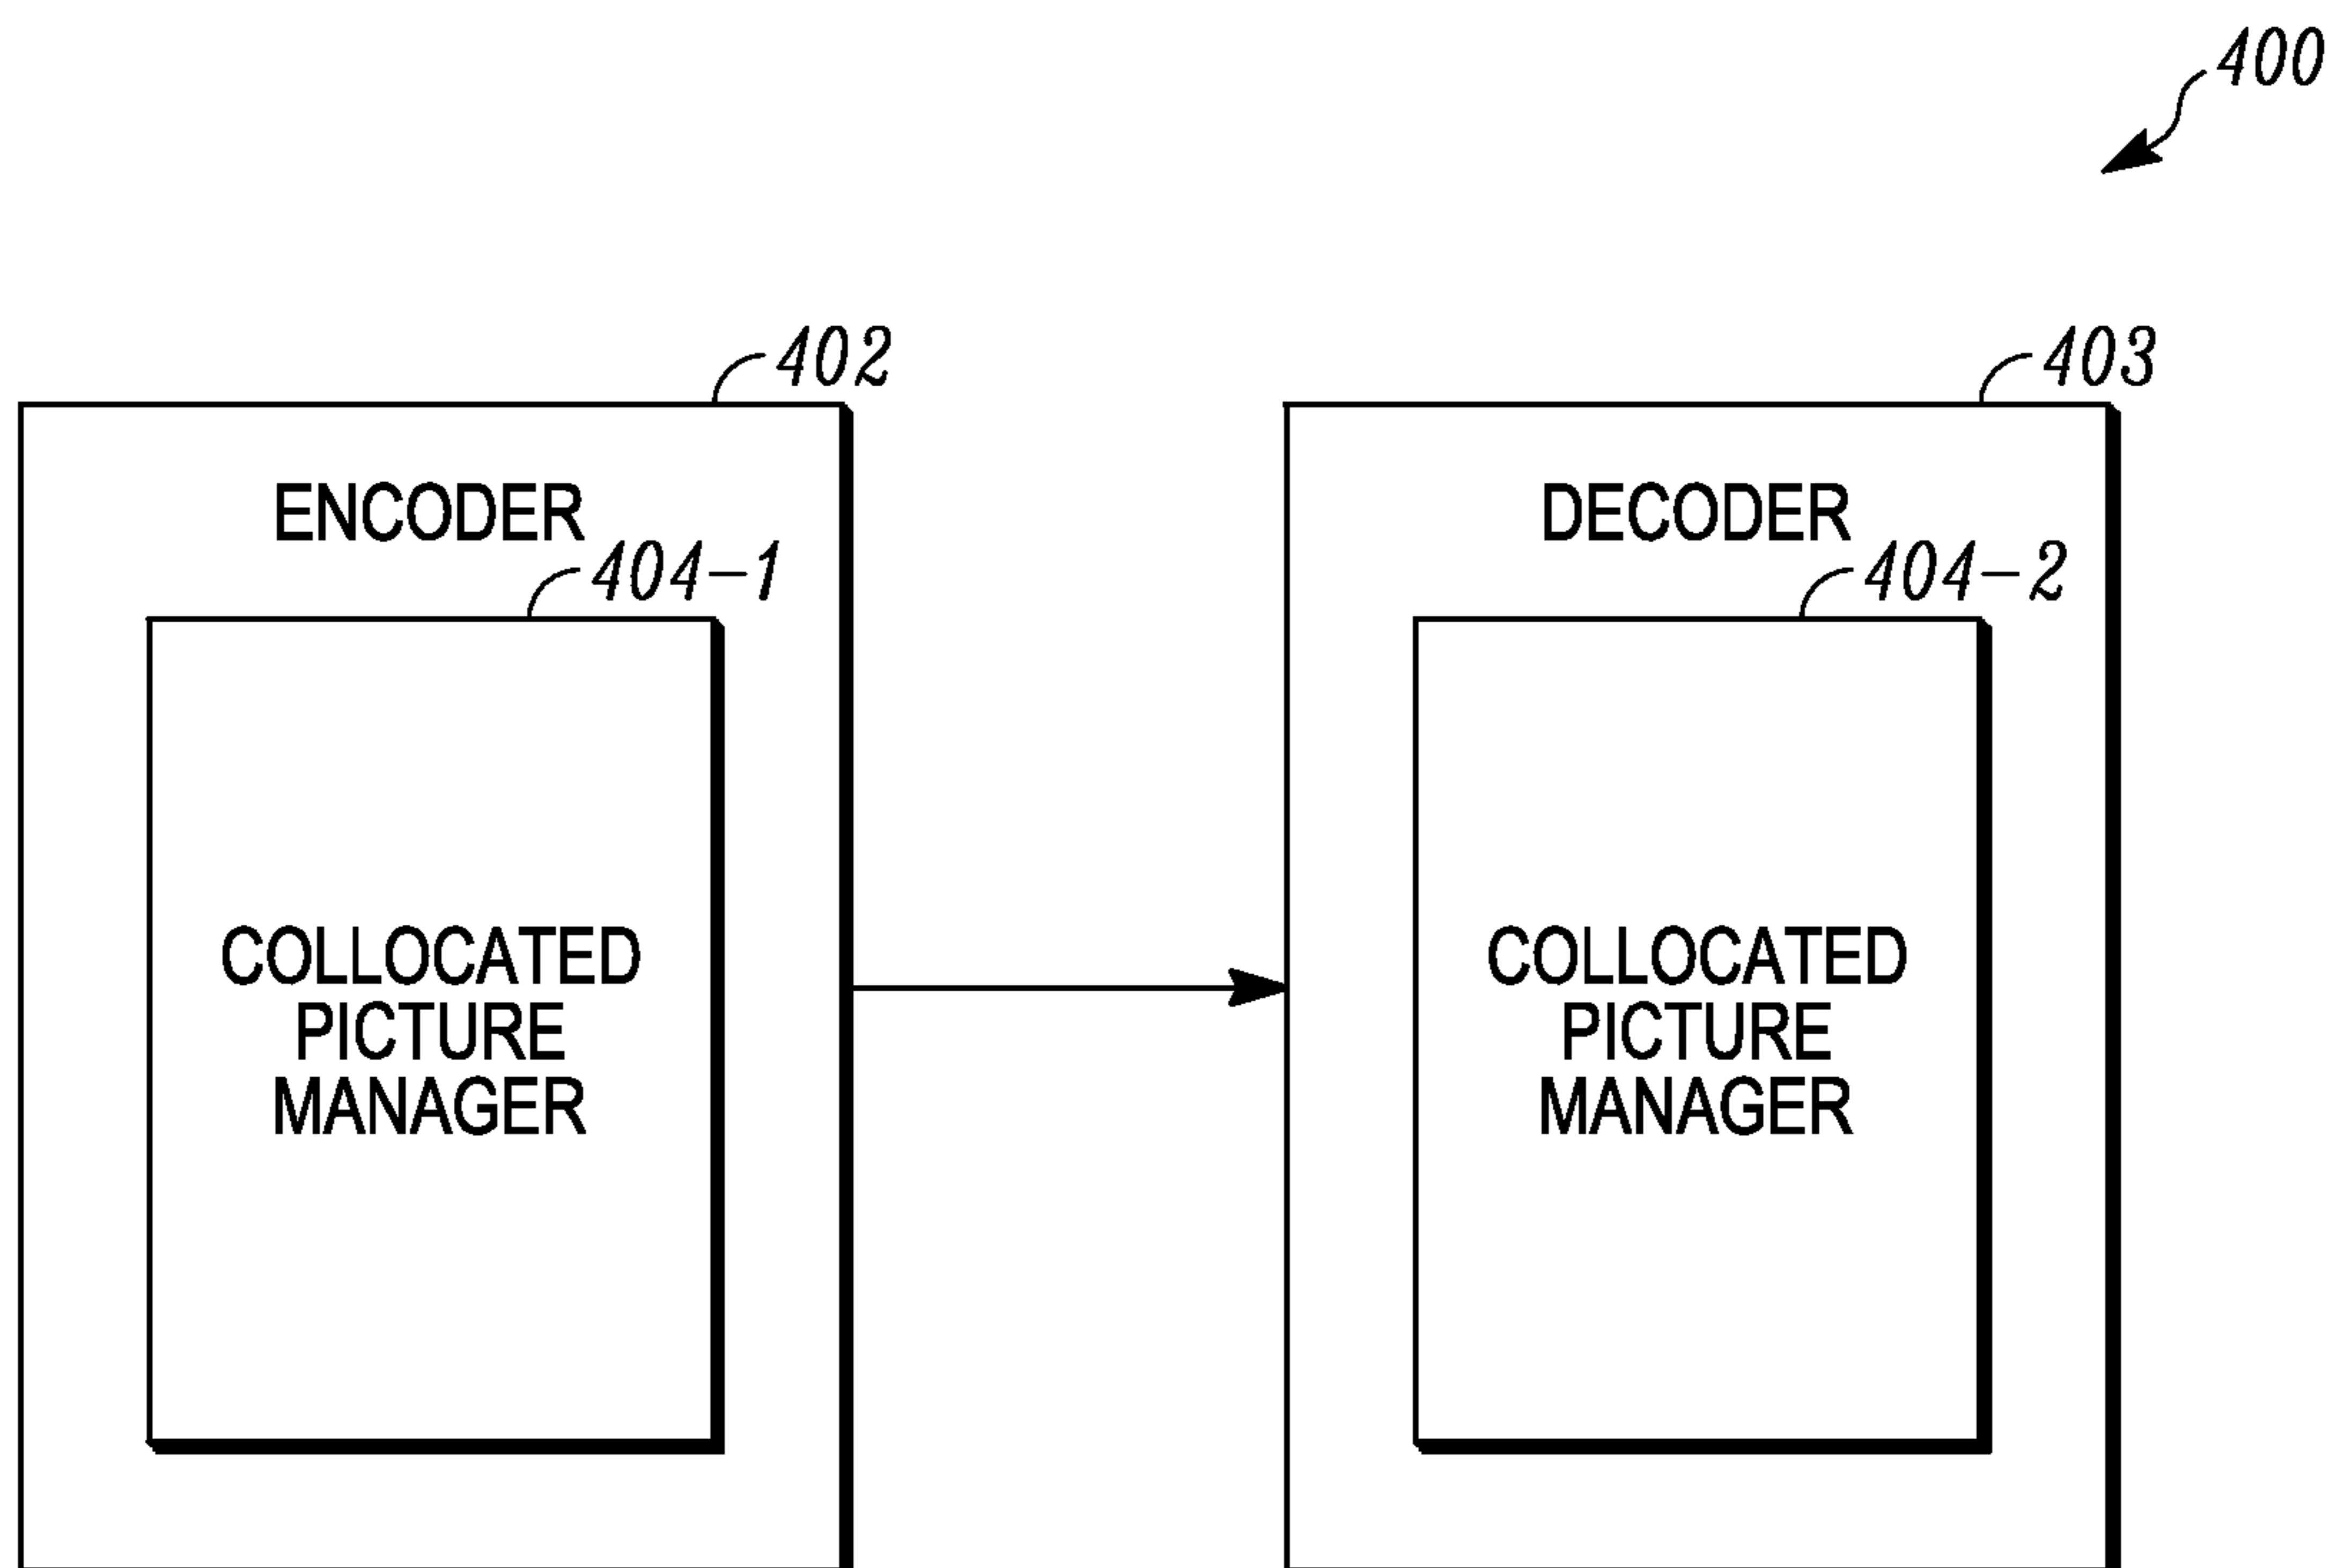 400
402
403
ENCODER
DECODER
404-1
404-2
COLLOCATED
PICTURE
MANAGER
COLLOCATED
PICTURE
MANAGER